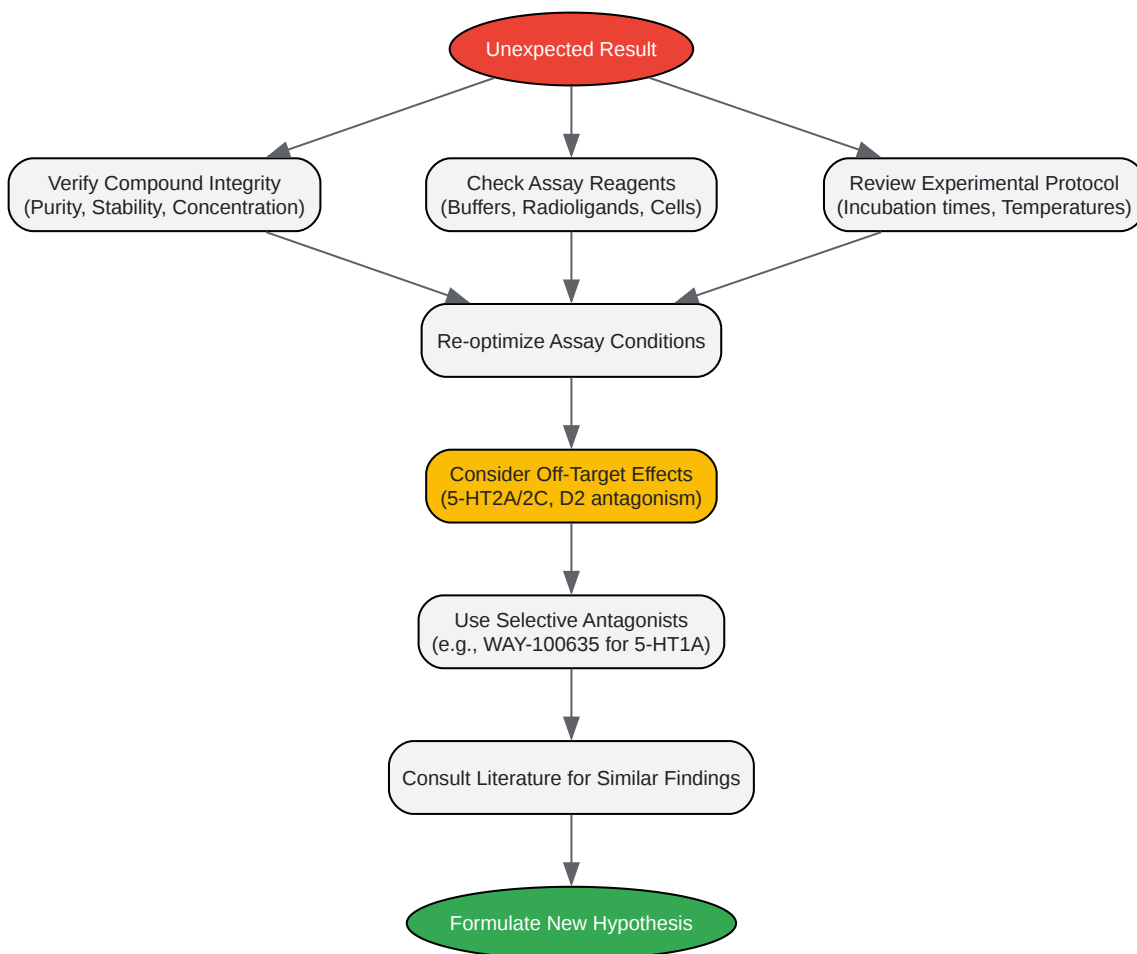 Unexpected Result
Verify Compound Integrity
(Purity, Stability, Concentration)
Check Assay Reagents
(Buffers, Radioligands, Cells)
Review Experimental Protocol
(Incubation times, Temperatures)
Re-optimize Assay Conditions
Consider Off-Target Effects
(5-HT2A/2C, D2 antagonism)
Use Selective Antagonists
(e.g., WAY-100635 for 5-HT1A)
Consult Literature for Similar Findings
Formulate New Hypothesis